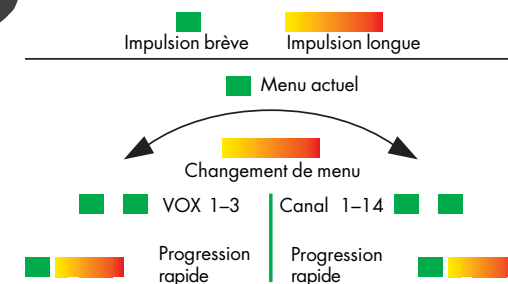 Impulsion brève Impulsion longue
Menu actuel
Changement de menu
VOX 1–3 Canal 1–14
Progression Progression
rapide rapide